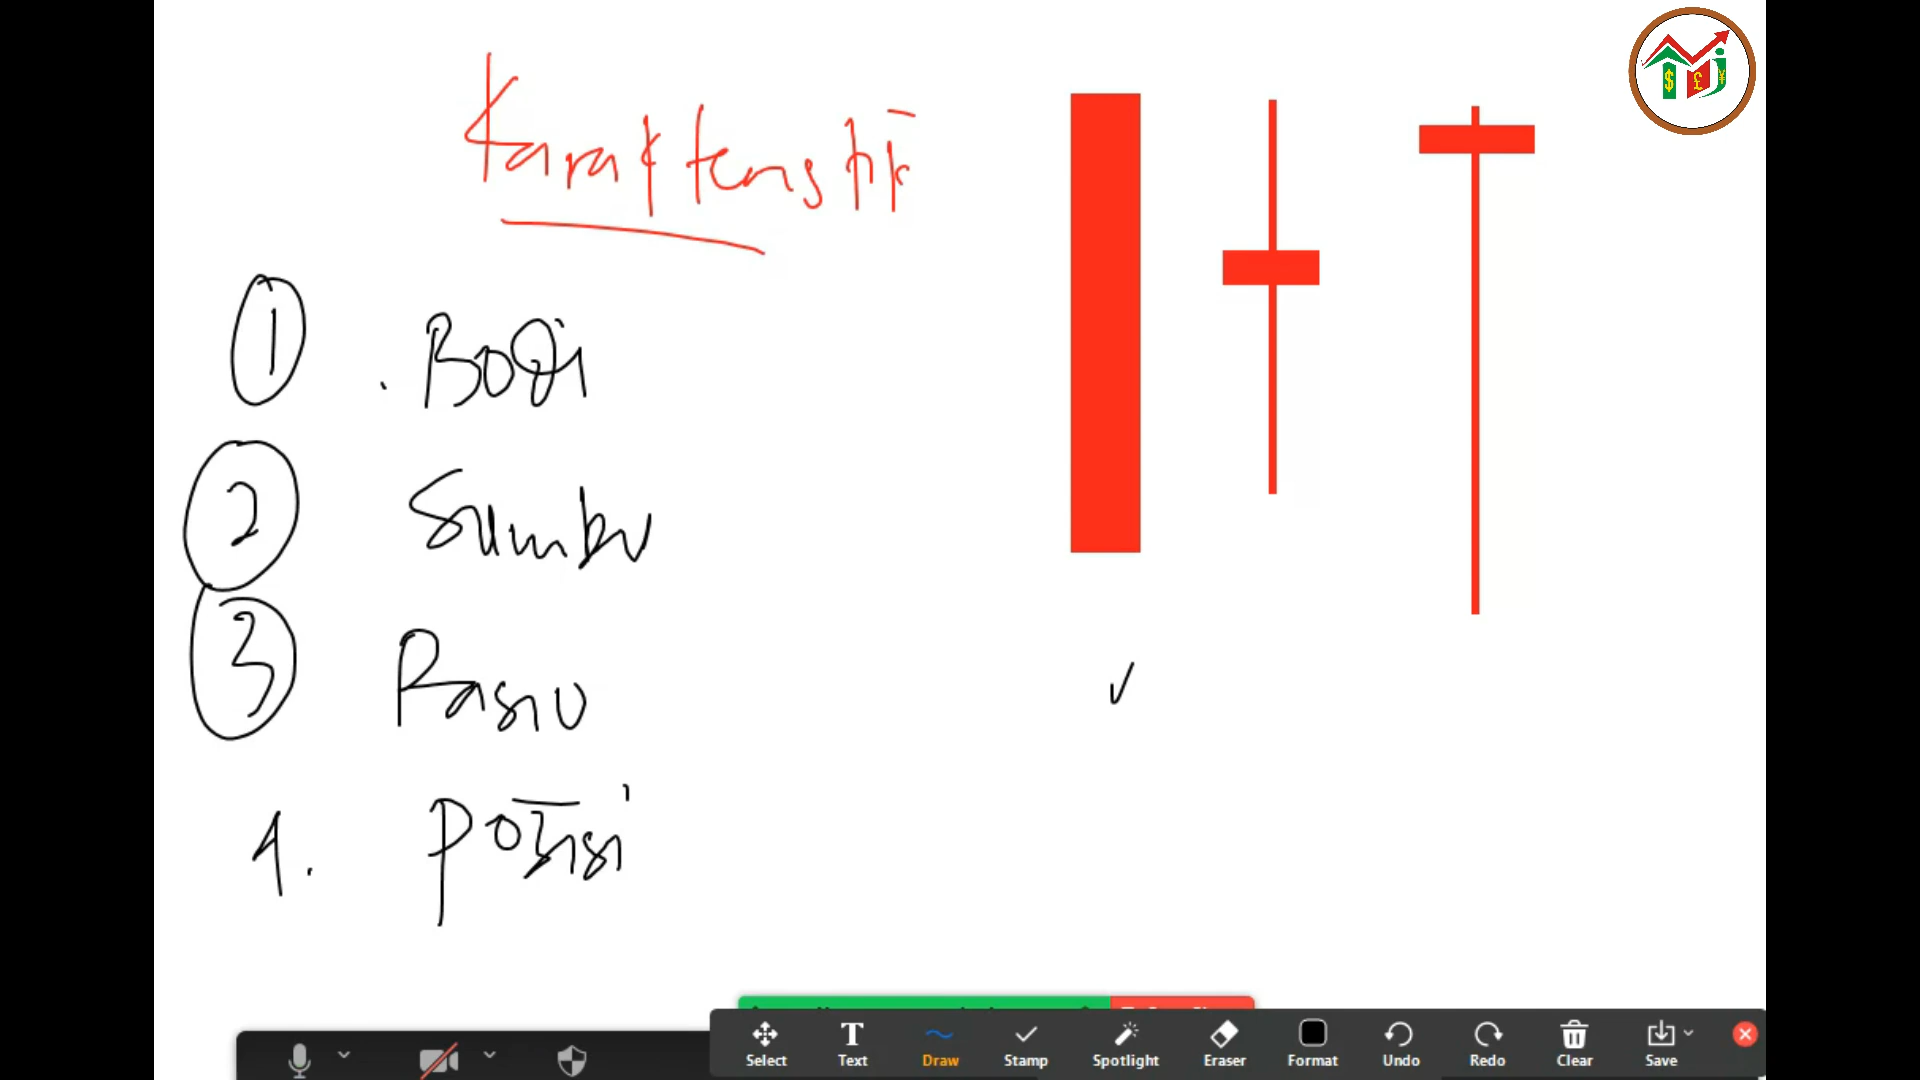 Karakteristik
1 . Bodi
2 Sumbu
3 Rasio
4. Posisi
Select Text Draw Stamp Spotlight Eraser Format Undo Redo Clear Save